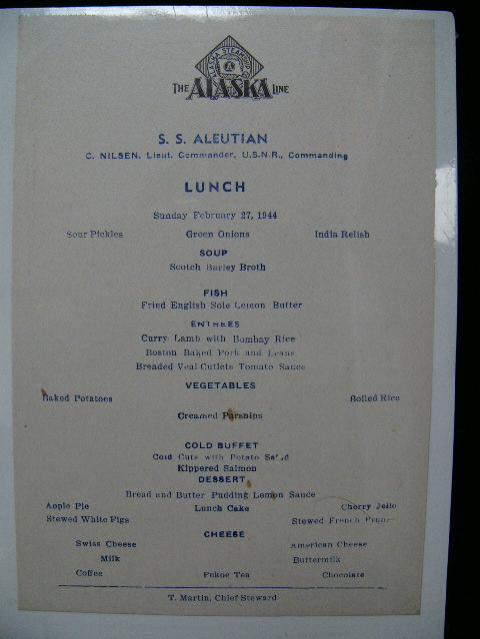 ALASKA STEAMSHIP CO.
THE ALASKA LINE
S. S. ALEUTIAN
C. NILSEN, Lieut. Commander, U.S.N.R., Commanding
LUNCH
Sunday February 27, 1944
Sour Pickles Green Onions India Relish
SOUP
Scotch Barley Broth
FISH
Fried English Sole Lemon Butter
ENTREES
Curry Lamb with Bombay Rice
Boston Baked Pork and Beans
Breaded Veal Cutlets Tomato Sauce
VEGETABLES
Baked Potatoes Boiled Rice
Creamed Parsnips
COLD BUFFET
Cold Cuts with Potato Salad
Kippered Salmon
DESSERT
Bread and Butter Pudding Lemon Sauce
Apple Pie Lunch Cake Cherry Jello
Stewed White Figs Stewed French Prunes
CHEESE
Swiss Cheese American Cheese
Milk Buttermilk
Coffee Pekoe Tea Chocolate
T. Martin, Chief Steward